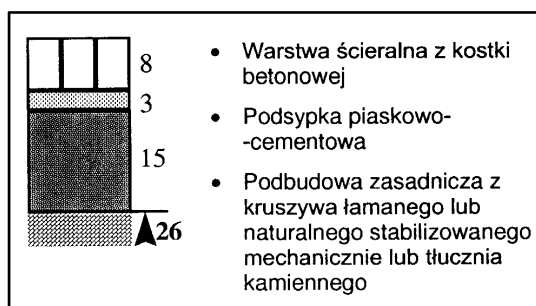 8
3
15
26
• Warstwa ścieralna z kostki
betonowej
• Podsypka piaskowo-
-cementowa
• Podbudowa zasadnicza z
kruszywa łamanego lub
naturalnego stabilizowanego
mechanicznie lub tłucznia
kamiennego